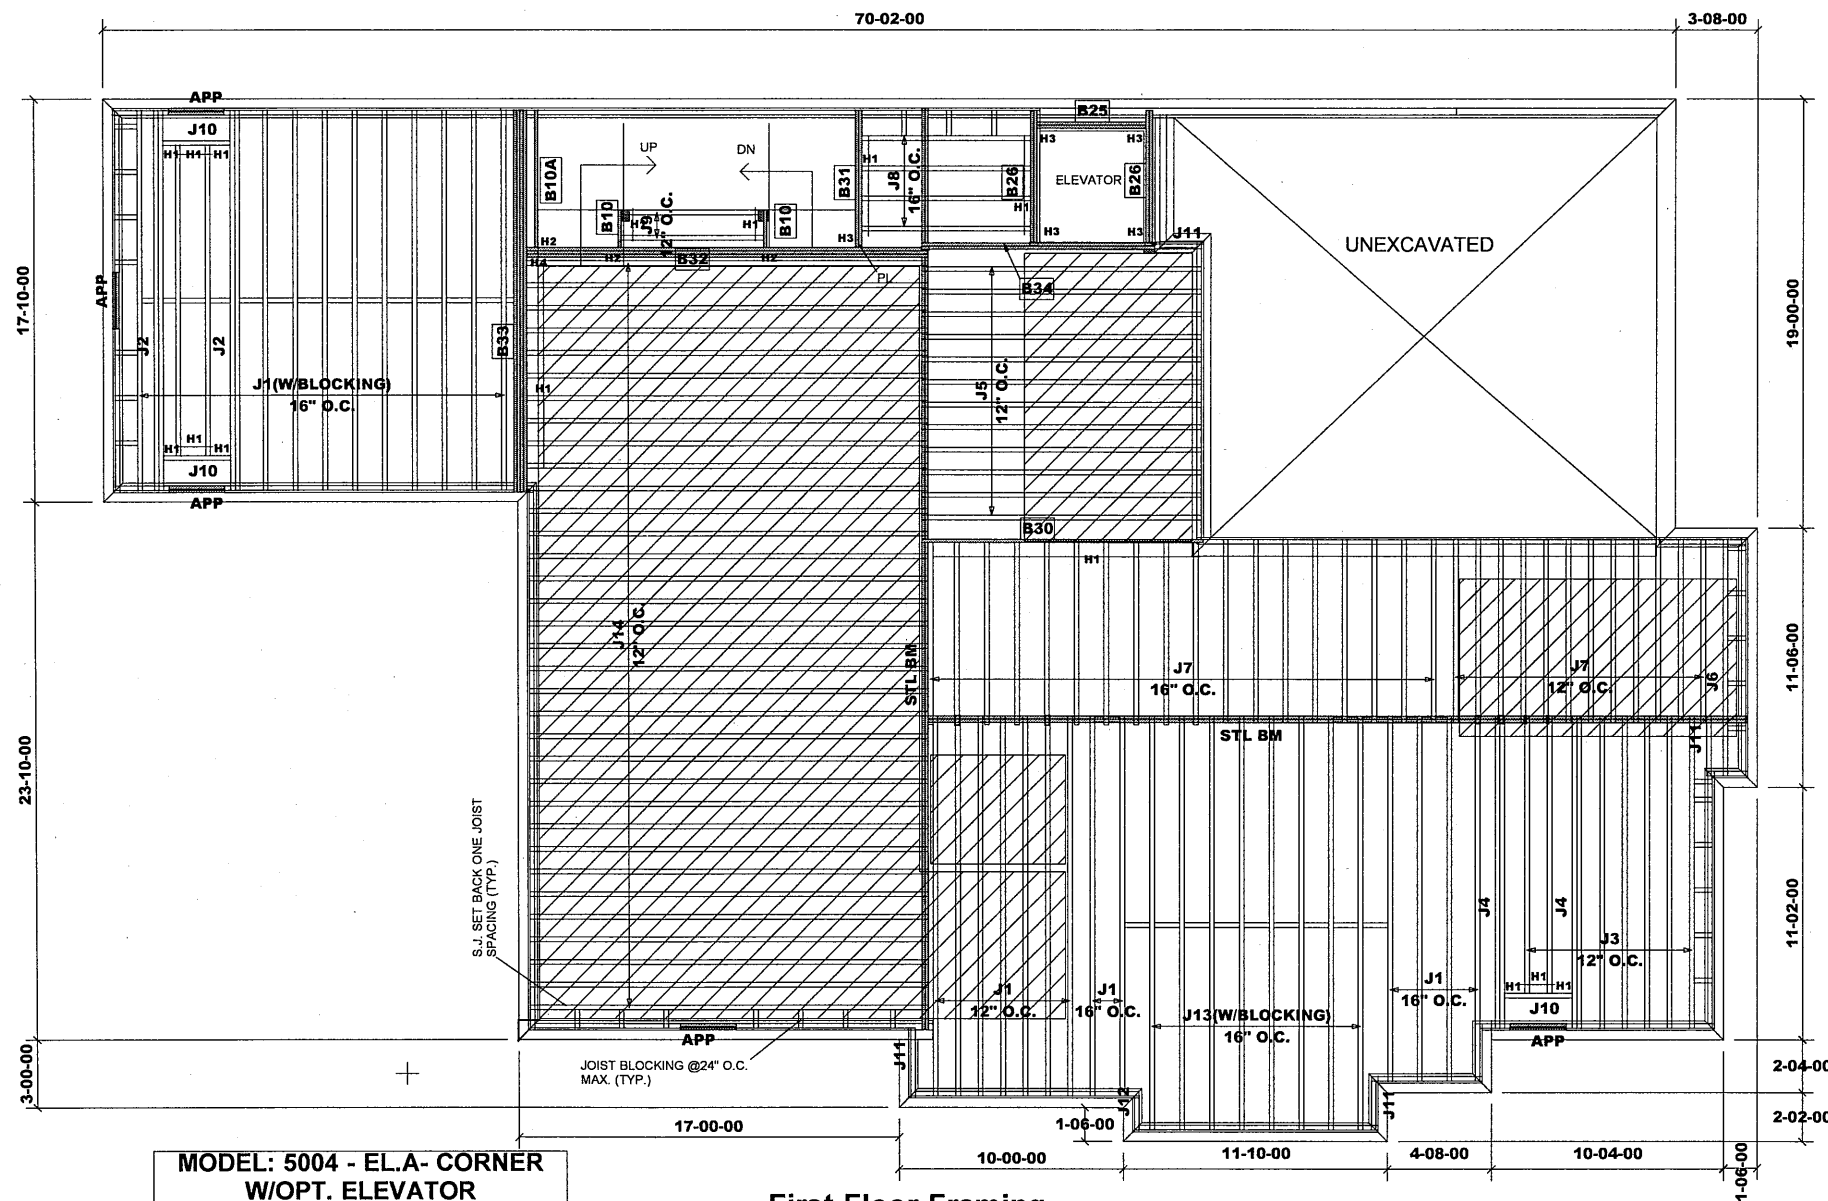 70-02-00
3-08-00
APP
J10
H1 H1 H1
B10A
UP
DN
B31
H1
J8
16" O.C.
B25
H3
H3
B26
ELEVATOR
B26
H1
H3
H3
J11
UNEXCAVATED
B10
J9
12" O.C.
H1
B10
H2
H3
H2
B32
H2
H4
PL
B34
17-10-00
APP
J2
J2
B33
J1(W/BLOCKING)
16" O.C.
H1
J5
12" O.C.
19-00-00
H1
H1
H1
J10
APP
B30
H1
J14
12" O.C.
STL BM
J7
16" O.C.
J7
12" O.C.
J6
11-06-00
STL BM
J11
23-10-00
S.J. SET BACK ONE JOIST
SPACING (TYP.)
J4
J4
J3
12" O.C.
11-02-00
J1
12" O.C.
J1
16" O.C.
J13(W/BLOCKING)
16" O.C.
J1
16" O.C.
H1
H1
H1
J10
APP
APP
JOIST BLOCKING @24" O.C.
MAX. (TYP.)
J11
J12
J11
3-00-00
2-04-00
2-02-00
1-06-00
17-00-00
10-00-00
11-10-00
4-08-00
10-04-00
1-06-00
MODEL: 5004 - EL.A- CORNER
W/OPT. ELEVATOR
First Floor Framing